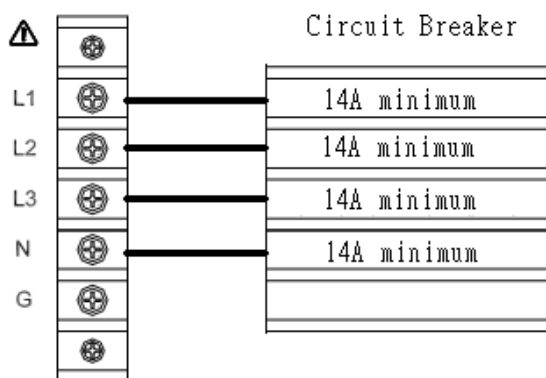 Circuit Breaker
L1 14A minimum
L2 14A minimum
L3 14A minimum
N 14A minimum
G